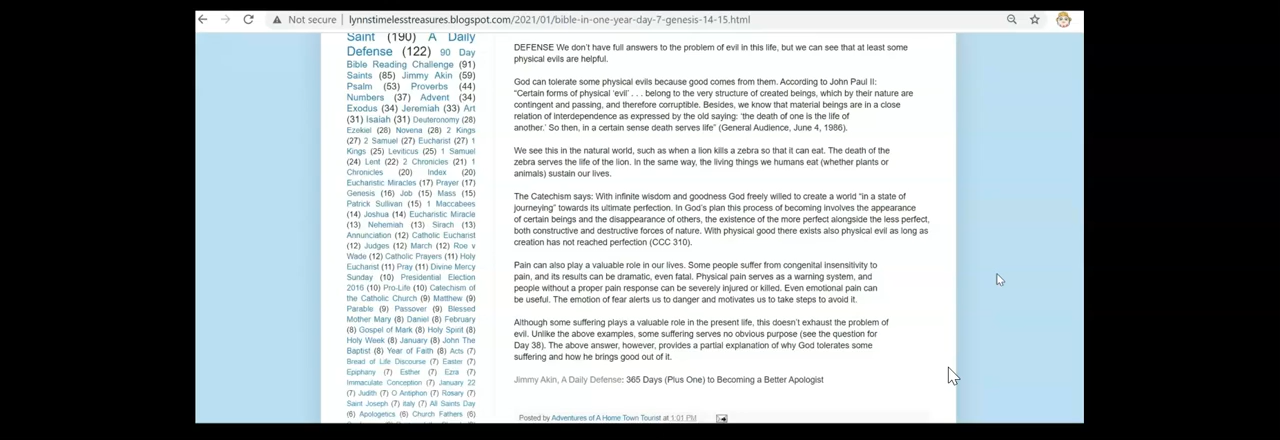 Not secure | lynnstimelesstreasures.blogspot.com/2021/01/bible-in-one-year-day-7-genesis-14-15.html
Saint (190) A Daily
Defense (122) 90 Day
Bible Reading Challenge (91)
Saints (85) Jimmy Akin (59)
Psalm (53) Proverbs (44)
Numbers (37) Advent (34)
Exodus (34) Jeremiah (33) Art
(31) Isaiah (31) Deuteronomy (28)
Ezekiel (28) Novena (28) 2 Kings
(27) 2 Samuel (27) Eucharist (27) 1
Kings (25) Leviticus (25) 1 Samuel
(24) Lent (22) 2 Chronicles (21) 1
Chronicles (20) Index (20)
Eucharistic Miracles (17) Prayer (17)
Genesis (16) Job (15) Mass (15)
Patrick Sullivan (15) 1 Maccabees
(14) Joshua (14) Eucharistic Miracle
(13) Nehemiah (13) Sirach (13)
Annunciation (12) Catholic Eucharist
(12) Judges (12) March (12) Roe v
Wade (12) Catholic Prayers (11) Holy
Eucharist (11) Pray (11) Divine Mercy
Sunday (10) Presidential Election
2016 (10) Pro-Life (10) Catechism of
the Catholic Church (9) Matthew (9)
Parable (9) Passover (9) Blessed
Mother Mary (8) Daniel (8) February
(8) Gospel of Mark (8) Holy Spirit (8)
Holy Week (8) January (8) John The
Baptist (8) Year of Faith (8) Acts (7)
Bread of Life Discourse (7) Easter (7)
Epiphany (7) Esther (7) Ezra (7)
Immaculate Conception (7) January 22
(7) Judith (7) O Antiphon (7) Rosary (7)
Saint Joseph (7) Italy (7) All Saints Day
(6) Apologetics (6) Church Fathers (6)
DEFENSE We don't have full answers to the problem of evil in this life, but we can see that at least some
physical evils are helpful.
God can tolerate some physical evils because good comes from them. According to John Paul II:
“Certain forms of physical ‘evil’ . . . belong to the very structure of created beings, which by their nature are
contingent and passing, and therefore corruptible. Besides, we know that material beings are in a close
relation of interdependence as expressed by the old saying: ‘the death of one is the life of
another.’ So then, in a certain sense death serves life” (General Audience, June 4, 1986).
We see this in the natural world, such as when a lion kills a zebra so that it can eat. The death of the
zebra serves the life of the lion. In the same way, the living things we humans eat (whether plants or
animals) sustain our lives.
The Catechism says: With infinite wisdom and goodness God freely willed to create a world “in a state of
journeying” towards its ultimate perfection. In God's plan this process of becoming involves the appearance
of certain beings and the disappearance of others, the existence of the more perfect alongside the less perfect,
both constructive and destructive forces of nature. With physical good there exists also physical evil as long as
creation has not reached perfection (CCC 310).
Pain can also play a valuable role in our lives. Some people suffer from congenital insensitivity to
pain, and its results can be dramatic, even fatal. Physical pain serves as a warning system, and
people without a proper pain response can be severely injured or killed. Even emotional pain can
be useful. The emotion of fear alerts us to danger and motivates us to take steps to avoid it.
Although some suffering plays a valuable role in the present life, this doesn't exhaust the problem of
evil. Unlike the above examples, some suffering serves no obvious purpose (see the question for
Day 38). The above answer, however, provides a partial explanation of why God tolerates some
suffering and how he brings good out of it.
Jimmy Akin, A Daily Defense: 365 Days (Plus One) to Becoming a Better Apologist
Posted by Adventures of A Home Town Tourist at 1:01 PM